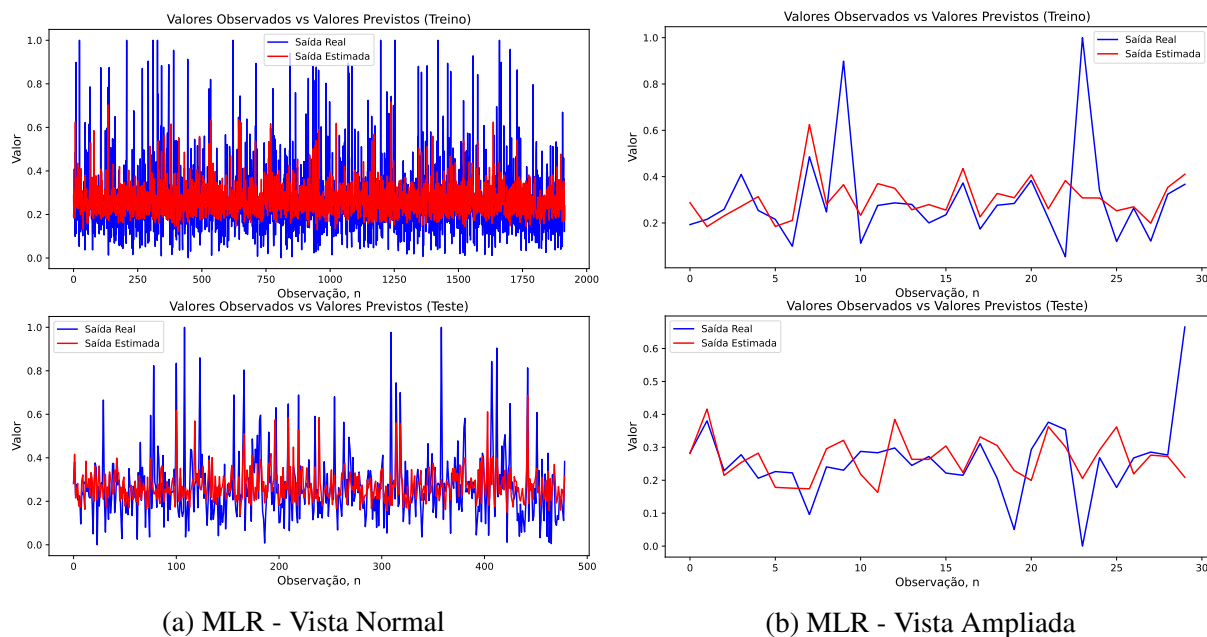 Valores Observados vs Valores Previstos (Treino)
Valor
1.0
0.8
0.6
0.4
0.2
0.0
Saída Real
Saída Estimada
0 250 500 750 1000 1250 1500 1750 2000
Observação, n
Valores Observados vs Valores Previstos (Teste)
Valor
1.0
0.8
0.6
0.4
0.2
0.0
Saída Real
Saída Estimada
0 100 200 300 400 500
Observação, n
(a) MLR - Vista Normal
Valores Observados vs Valores Previstos (Treino)
Valor
1.0
0.8
0.6
0.4
0.2
Saída Real
Saída Estimada
0 5 10 15 20 25 30
Observação, n
Valores Observados vs Valores Previstos (Teste)
Valor
0.6
0.5
0.4
0.3
0.2
0.1
0.0
Saída Real
Saída Estimada
0 5 10 15 20 25 30
Observação, n
(b) MLR - Vista Ampliada